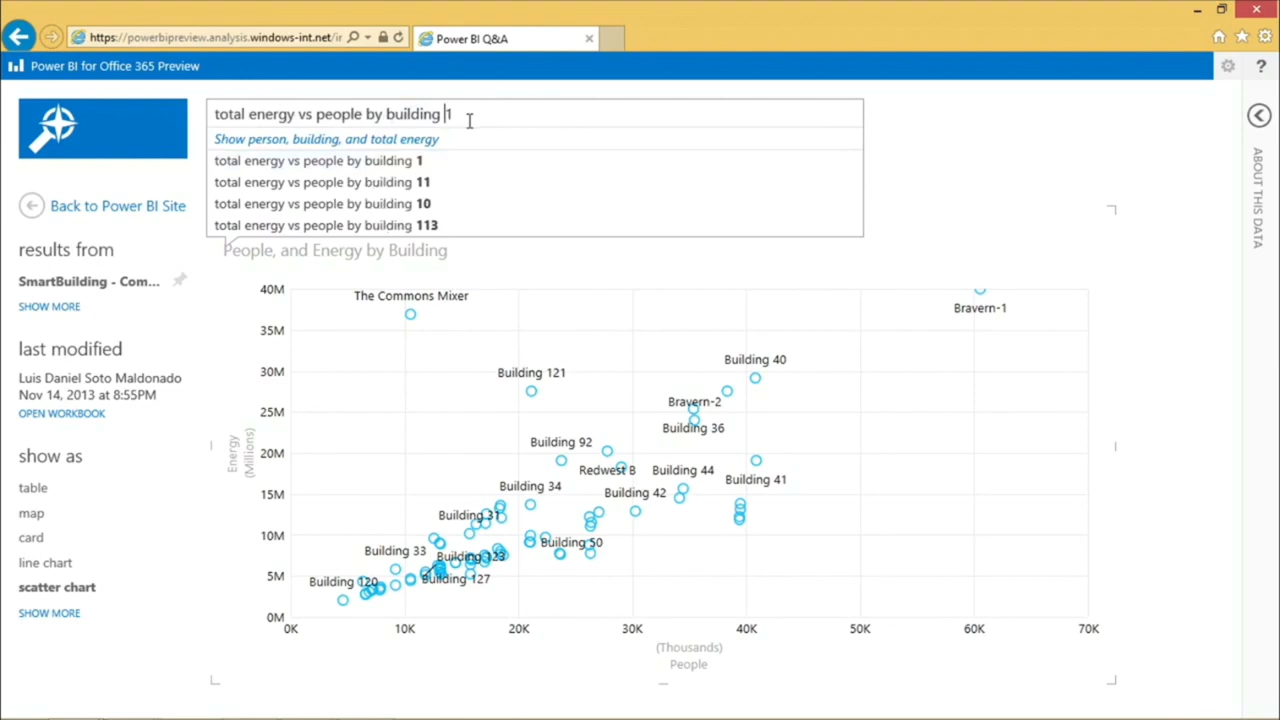 https://powerbipreview.analysis.windows-int.net/ir
Power BI Q&A
Power BI for Office 365 Preview
total energy vs people by building 1
Show person, building, and total energy
total energy vs people by building 1
total energy vs people by building 11
total energy vs people by building 10
total energy vs people by building 113
Back to Power BI Site
results from
SmartBuilding - Com...
SHOW MORE
last modified
Luis Daniel Soto Maldonado
Nov 14, 2013 at 8:55PM
OPEN WORKBOOK
show as
table
map
card
line chart
scatter chart
SHOW MORE
ABOUT THIS DATA
People, and Energy by Building
Energy
(Millions)
40M
35M
30M
25M
20M
15M
10M
5M
0M
The Commons Mixer
Bravern-1
Building 40
Building 121
Bravern-2
Building 36
Building 92
Redwest B
Building 44
Building 41
Building 34
Building 42
Building 31
Building 50
Building 33
Building 123
Building 120
Building 127
0K
10K
20K
30K
40K
50K
60K
70K
(Thousands)
People